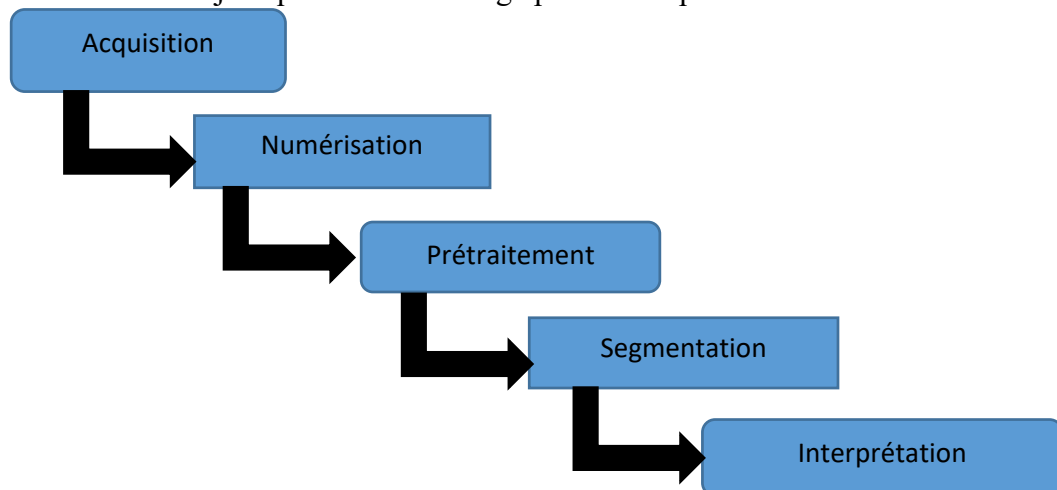 Acquisition
Numérisation
Prétraitement
Segmentation
Interprétation